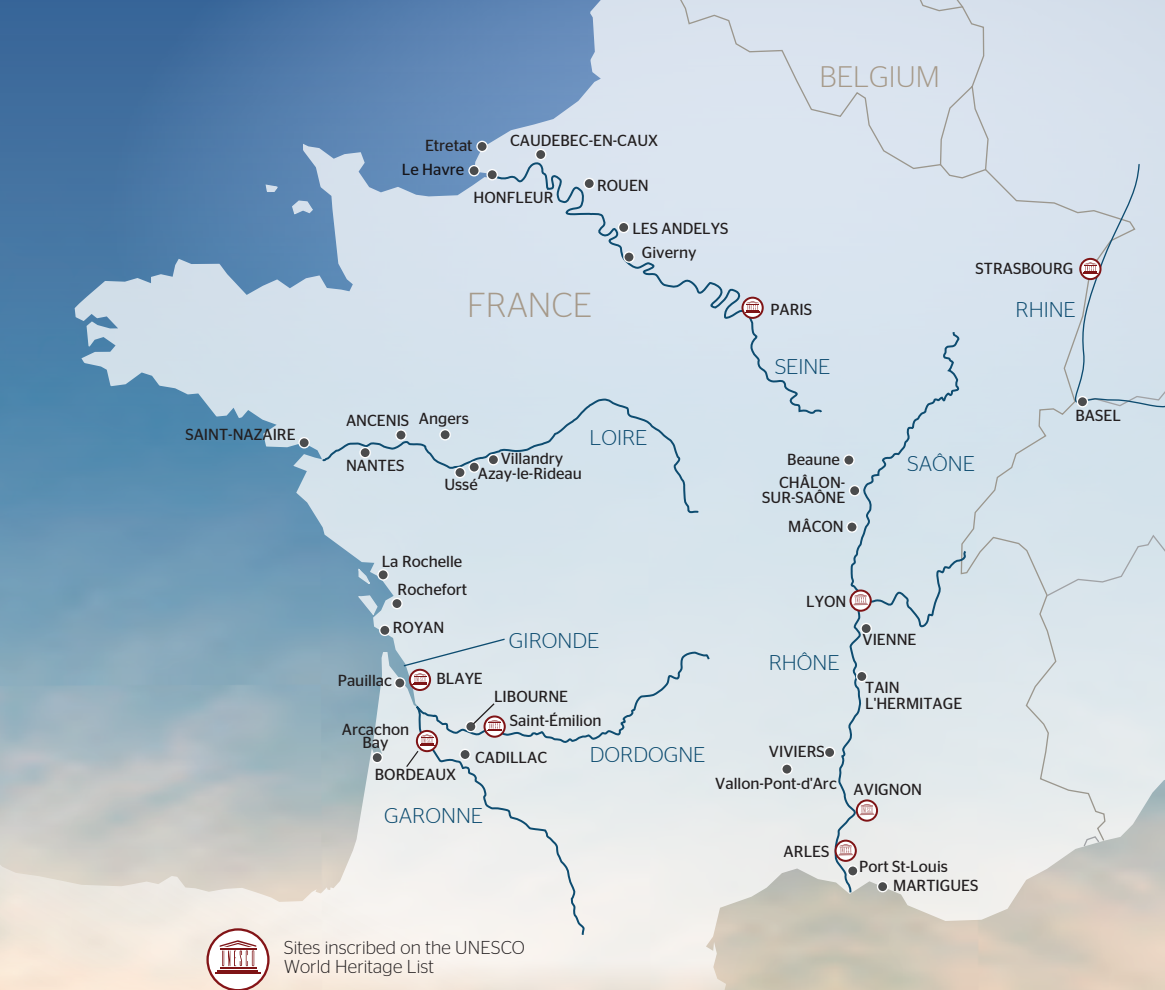 BELGIUM
Etretat
CAUDEBEC-EN-CAUX
Le Havre
HONFLEUR
ROUEN
LES ANDELYS
Giverny
STRASBOURG
FRANCE
PARIS
RHINE
SEINE
BASEL
SAINT-NAZAIRE
ANCENIS
Angers
NANTES
LOIRE
Villandry
Azay-le-Rideau
Ussé
Beaune
SAÔNE
CHÂLON-
SUR-SAÔNE
MÂCON
La Rochelle
Rochefort
ROYAN
LYON
VIENNE
GIRONDE
RHÔNE
Pauillac
BLAYE
TAIN
L'HERMITAGE
LIBOURNE
Saint-Émilion
Arcachon
Bay
BORDEAUX
CADILLAC
DORDOGNE
VIVIERS
Vallon-Pont-d'Arc
AVIGNON
GARONNE
ARLES
Port St-Louis
MARTIGUES
UNESCO
Sites inscribed on the UNESCO
World Heritage List